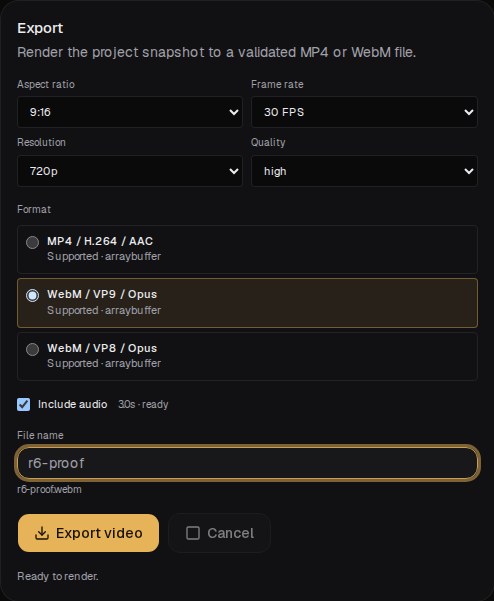 Export
Render the project snapshot to a validated MP4 or WebM file.
Aspect ratio
Frame rate
9:16
30 FPS
Resolution
Quality
720p
high
Format
MP4 / H.264 / AAC
Supported · arraybuffer
WebM / VP9 / Opus
Supported · arraybuffer
WebM / VP8 / Opus
Supported · arraybuffer
Include audio 3.0s · ready
File name
r6-proof
r6-proof.webm
Export video
Cancel
Ready to render.